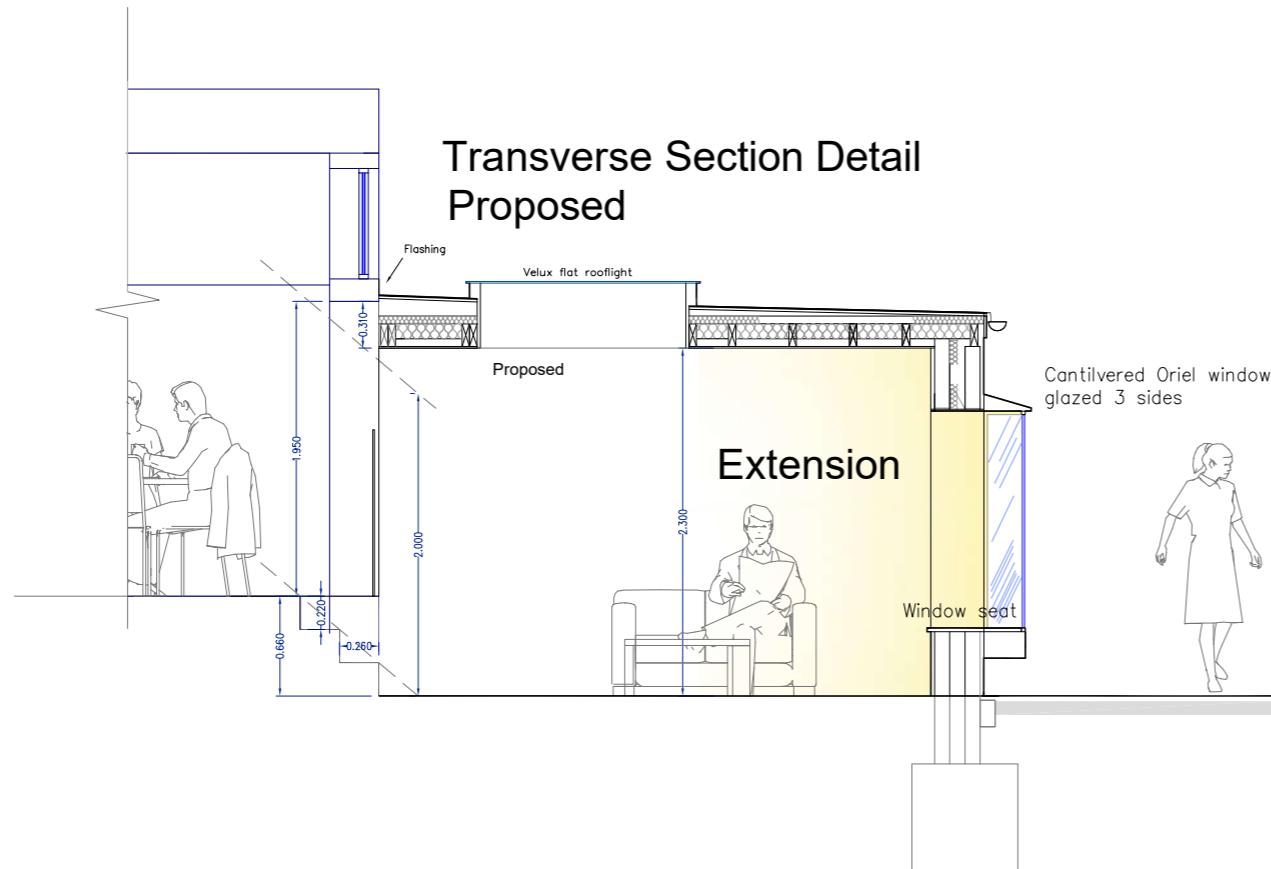 Transverse Section Detail
Proposed
Flashing
Velux flat rooflight
0.310
Proposed
Cantilvered Oriel window
glazed 3 sides
1.950
Extension
2.000
2.300
Window seat
0.220
0.660
0.260